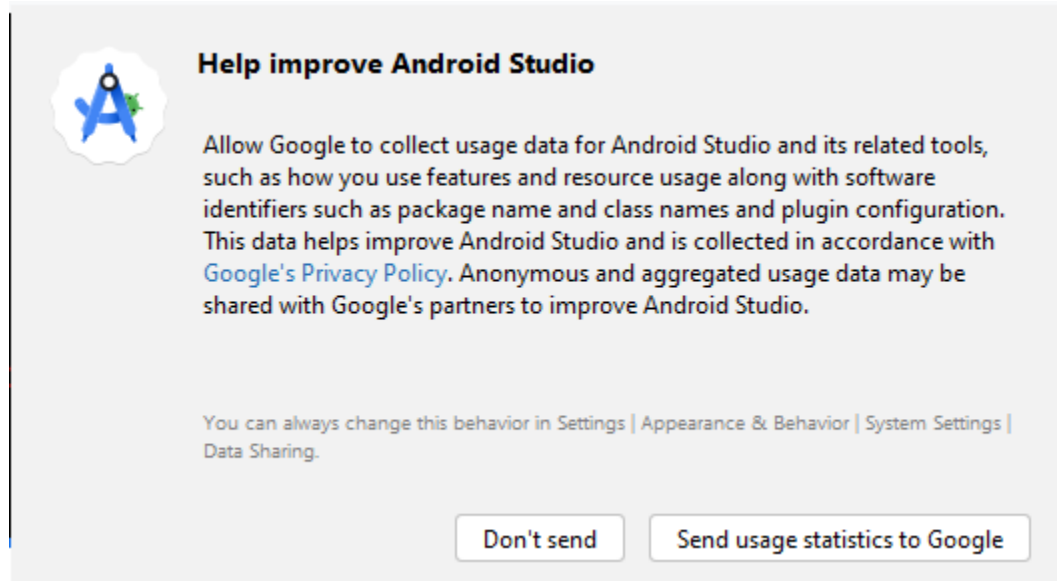 Help improve Android Studio
Allow Google to collect usage data for Android Studio and its related tools,
such as how you use features and resource usage along with software
identifiers such as package name and class names and plugin configuration.
This data helps improve Android Studio and is collected in accordance with
Google's Privacy Policy. Anonymous and aggregated usage data may be
shared with Google's partners to improve Android Studio.
You can always change this behavior in Settings | Appearance & Behavior | System Settings |
Data Sharing.
Don't send
Send usage statistics to Google